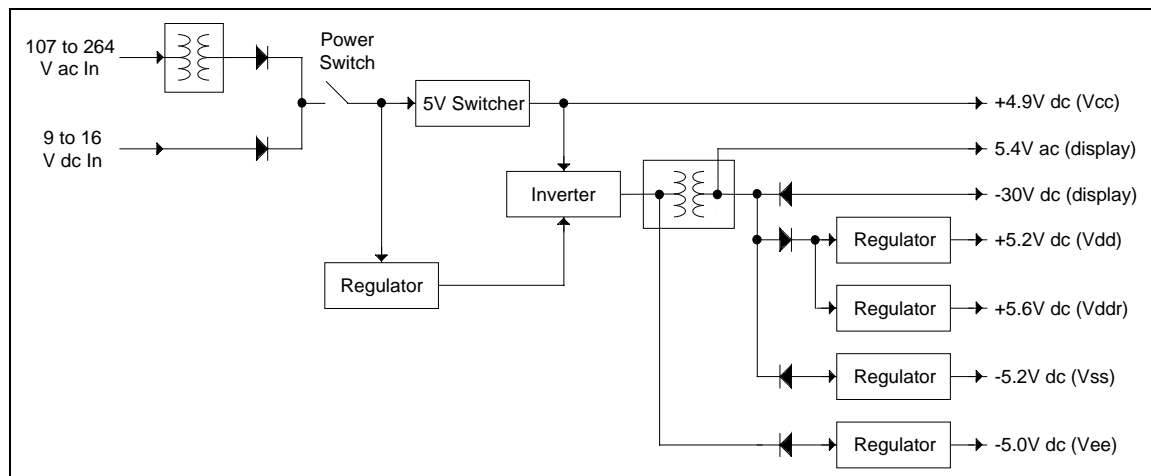 107 to 264
V ac In
Power
Switch
9 to 16
V dc In
5V Switcher
+4.9V dc (Vcc)
5.4V ac (display)
Inverter
-30V dc (display)
Regulator
+5.2V dc (Vdd)
Regulator
Regulator
+5.6V dc (Vddr)
Regulator
-5.2V dc (Vss)
Regulator
-5.0V dc (Vee)